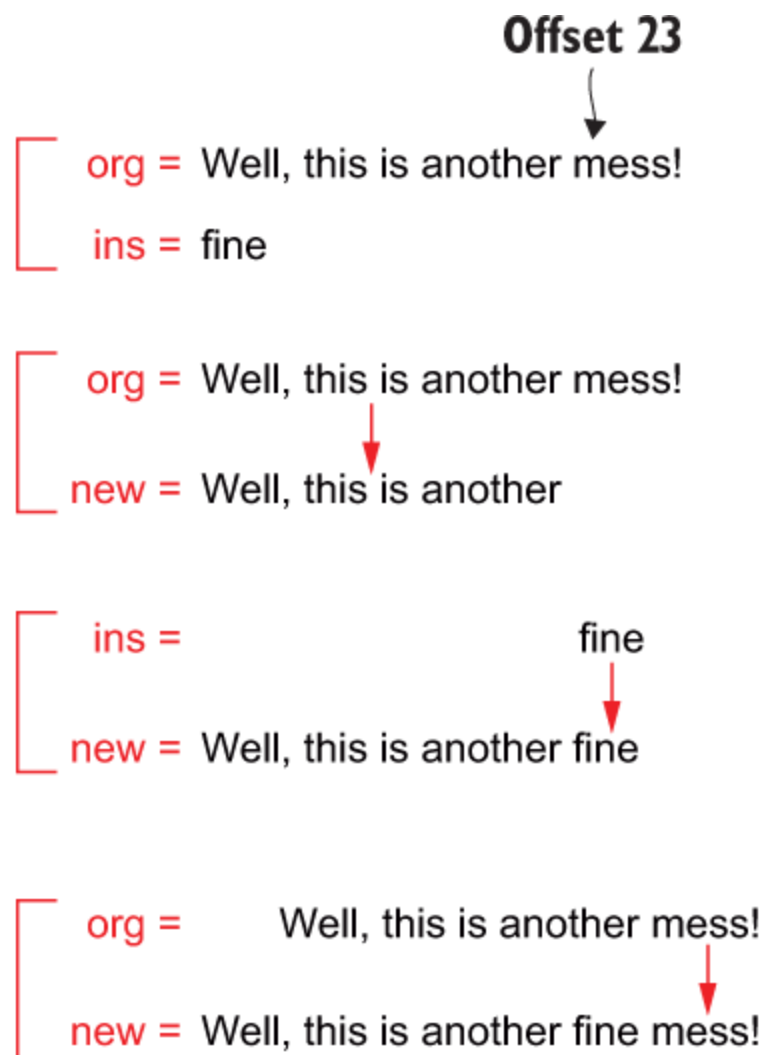 Offset 23
org = Well, this is another mess!
ins = fine
org = Well, this is another mess!
new = Well, this is another
ins = fine
new = Well, this is another fine
org = Well, this is another mess!
new = Well, this is another fine mess!